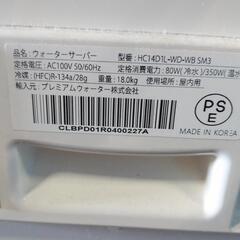 品名：ウォーターサーバー 型名：HC14D1L-WD-WB SM3
定格電圧：AC100V 50/60Hz 定格消費電力：80W(冷水)/350W(温水
冷媒：(HFC)R-134a/28g 重量：18.0kg 使用場所：屋内用
輸入元：プレミアムウォーター株式会社
PS
E
MADE IN KOREA
CLBPD01R0400227A